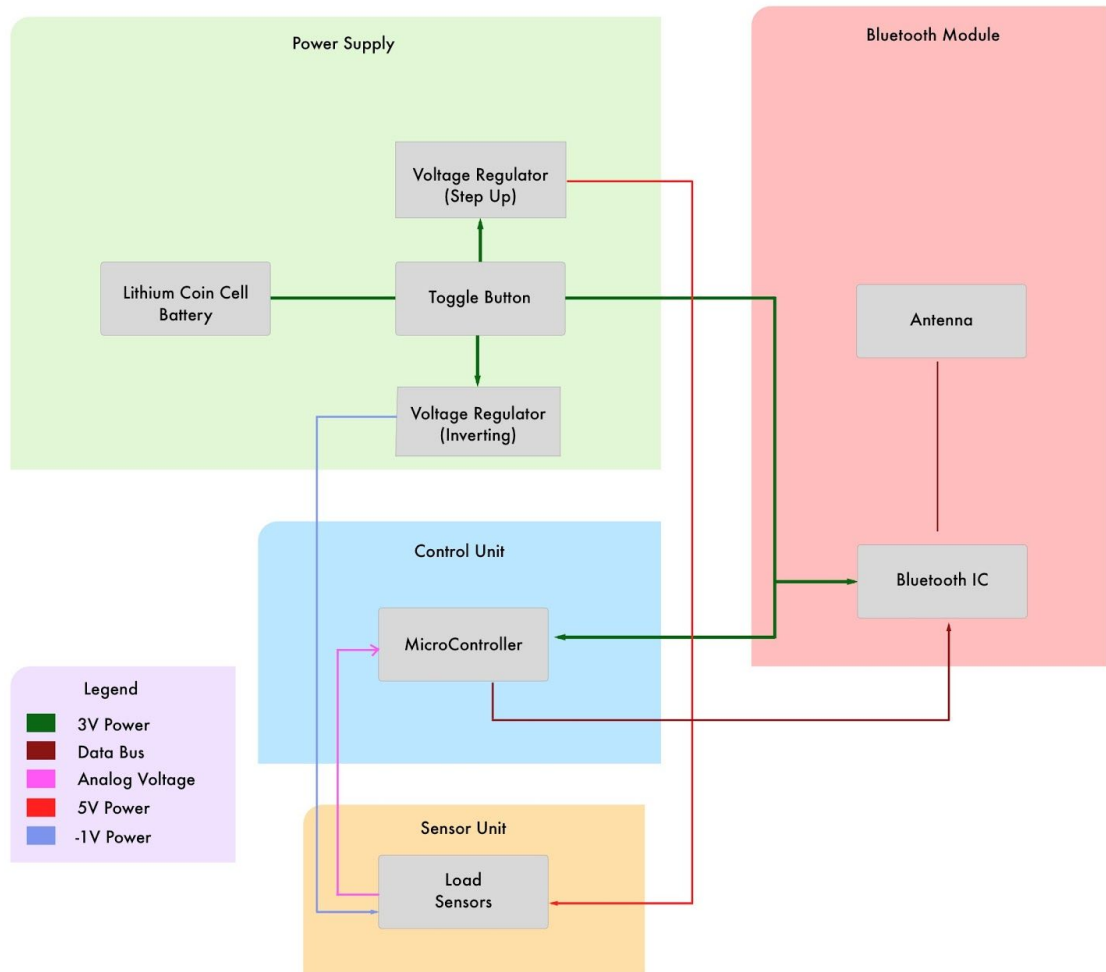 Power Supply
Bluetooth Module
Voltage Regulator
(Step Up)
Lithium Coin Cell
Battery
Toggle Button
Antenna
Voltage Regulator
(Inverting)
Control Unit
Bluetooth IC
MicroController
Legend
3V Power
Data Bus
Analog Voltage
5V Power
-1V Power
Sensor Unit
Load
Sensors